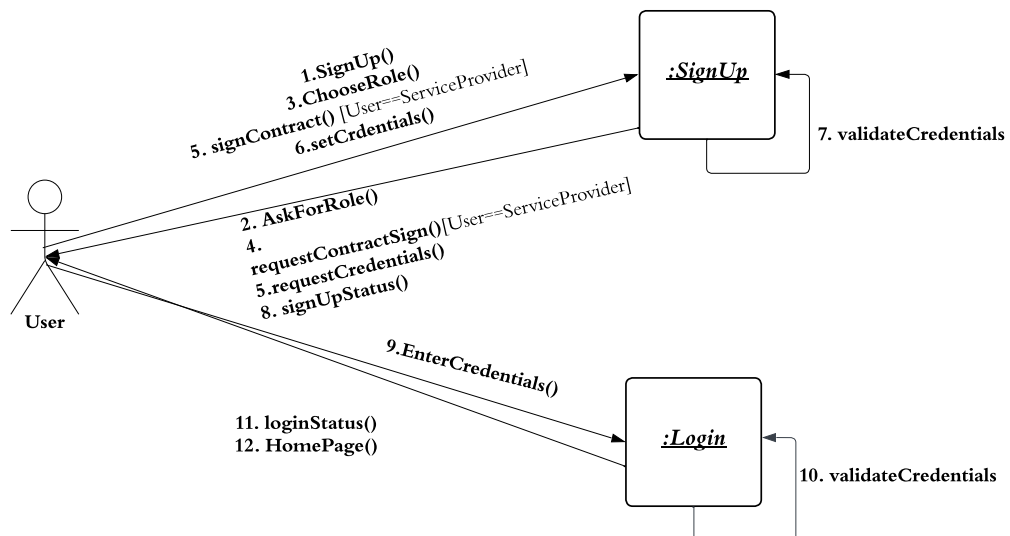 1.SignUp()
3.ChooseRole()
5. signContract() [User==ServiceProvider]
6.setCrdentials()
:SignUp
7. validateCredentials
2. AskForRole()
4.
requestContractSign()[User==ServiceProvider]
5.requestCredentials()
8. signUpStatus()
User
9.EnterCredentials()
11. loginStatus()
12. HomePage()
:Login
10. validateCredentials